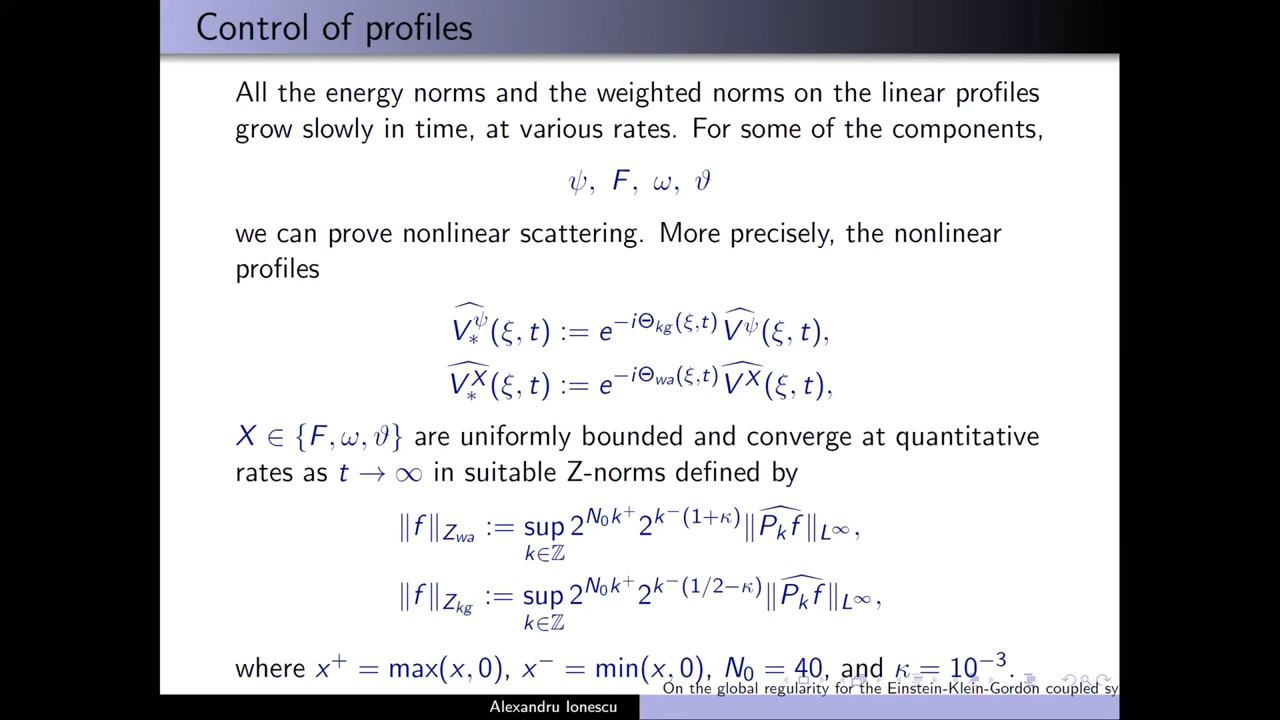 Control of profiles
All the energy norms and the weighted norms on the linear profiles
grow slowly in time, at various rates. For some of the components,
ψ, F, ω, ϑ
we can prove nonlinear scattering. More precisely, the nonlinear
profiles
\widehat{V_*^ψ}(ξ, t) := e^{−iΘ_{kg}(ξ,t)} \widehat{V^ψ}(ξ, t),
\widehat{V_*^X}(ξ, t) := e^{−iΘ_{wa}(ξ,t)} \widehat{V^X}(ξ, t),
X ∈ {F, ω, ϑ} are uniformly bounded and converge at quantitative
rates as t → ∞ in suitable Z-norms defined by
‖f‖_{Z_{wa}} := sup_{k∈ℤ} 2^{N_0k^+} 2^{k^−(1+κ)} ‖\widehat{P_k f}‖_{L^∞},
‖f‖_{Z_{kg}} := sup_{k∈ℤ} 2^{N_0k^+} 2^{k^−(1/2−κ)} ‖\widehat{P_k f}‖_{L^∞},
where x^+ = max(x, 0), x^− = min(x, 0), N_0 = 40, and κ = 10^{−3}.
On the global regularity for the Einstein-Klein-Gordon coupled sy
Alexandru Ionescu